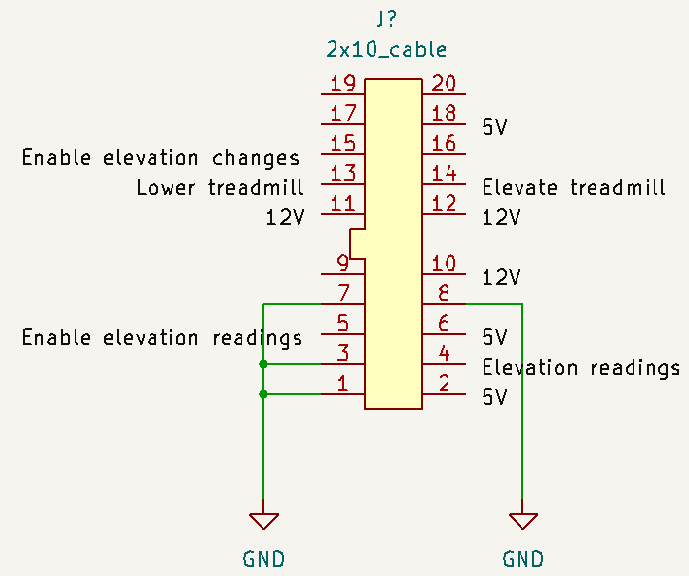 J?
2x10_cable
19 20
17 18 5V
Enable elevation changes 15 16
Lower treadmill 13 14 Elevate treadmill
12V 11 12 12V
9 10 12V
7 8
Enable elevation readings 5 6 5V
3 4 Elevation readings
1 2 5V
GND GND